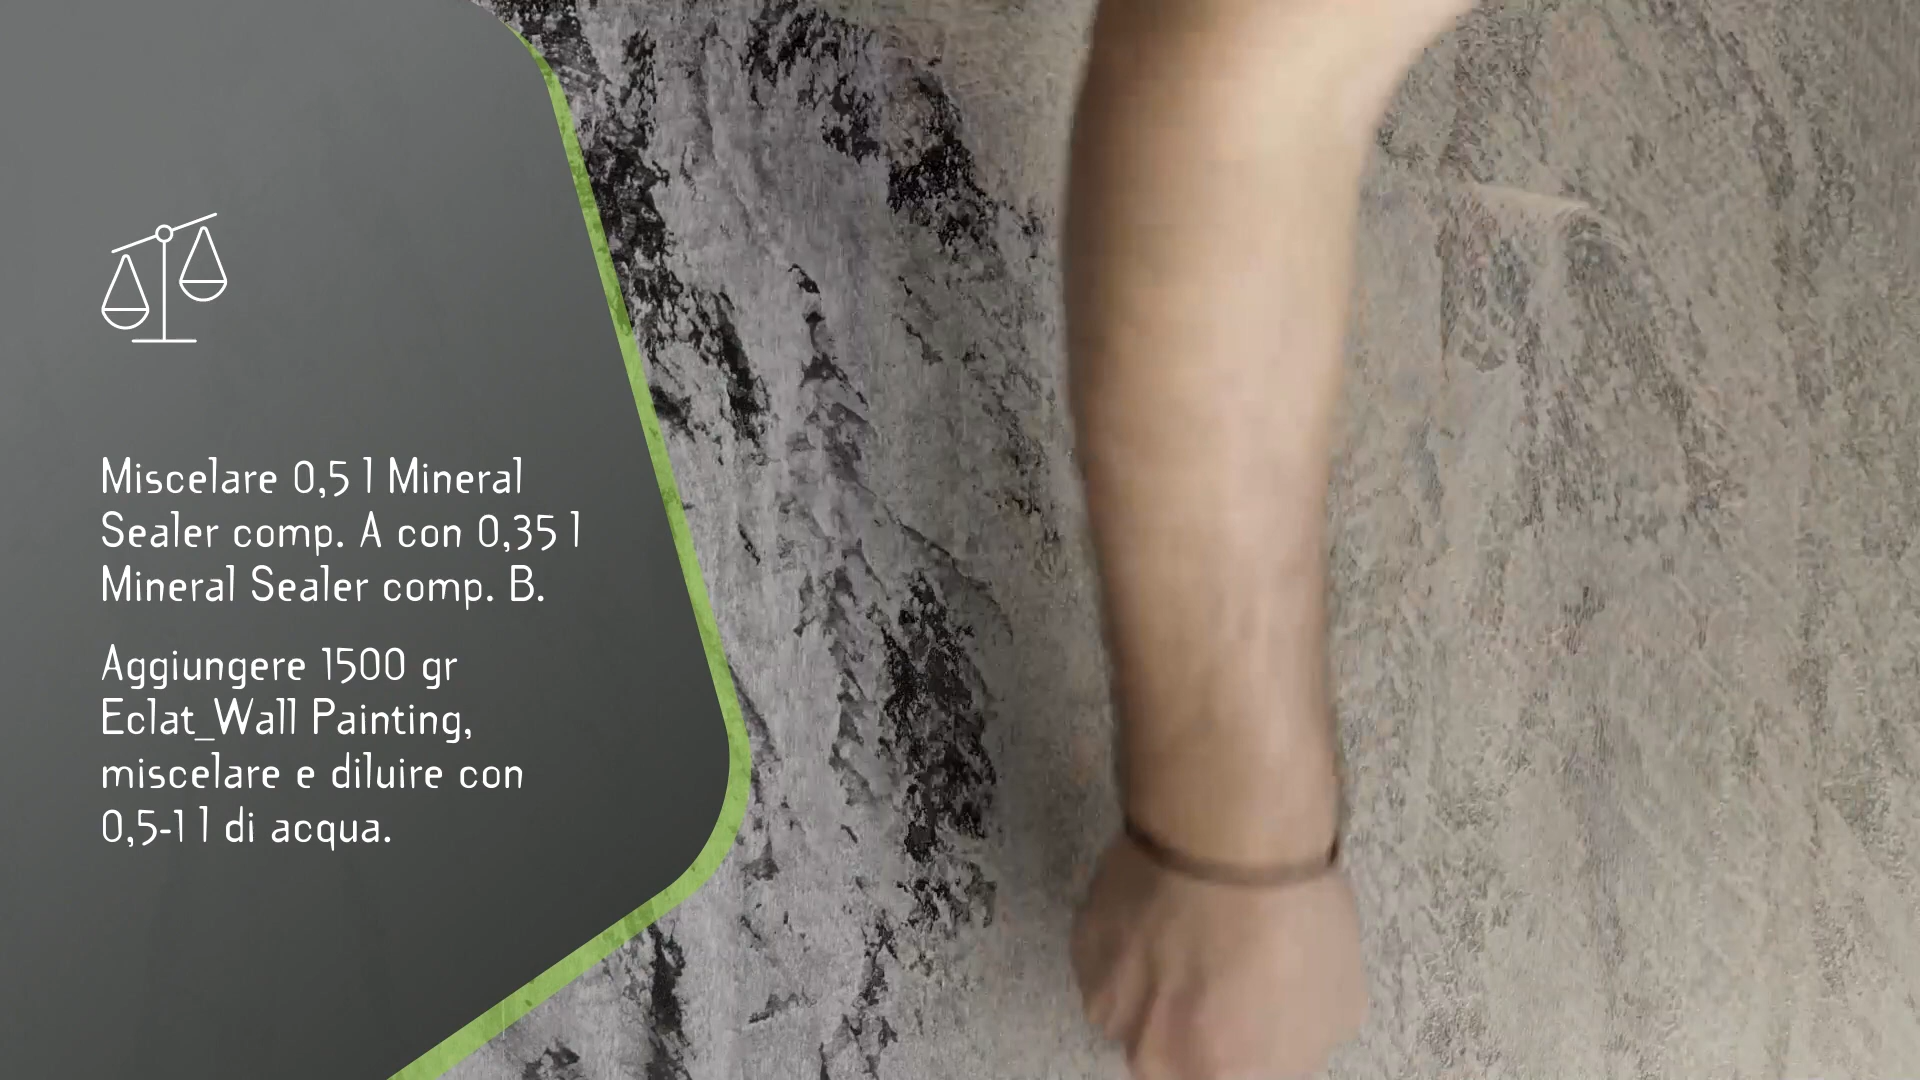 Miscelare 0,5 l Mineral
Sealer comp. A con 0,35 l
Mineral Sealer comp. B.
Aggiungere 1500 gr
Eclat_Wall Painting,
miscelare e diluire con
0,5-1 l di acqua.